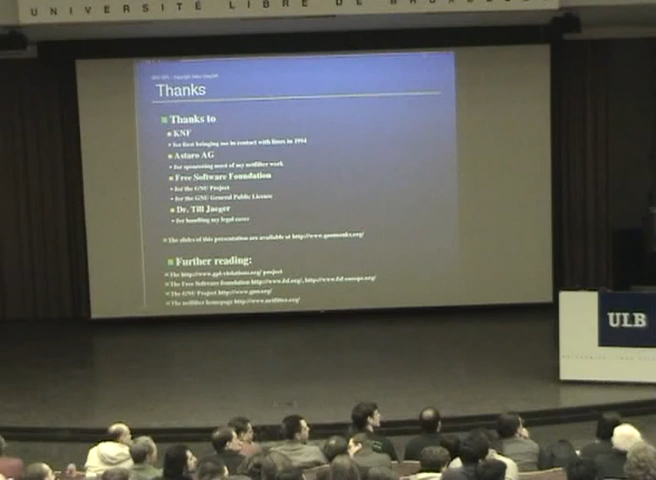 UNIVERSITÉ LIBRE DE BRUXELLES
Thanks
Thanks to
KNF
for first bringing me in contact with linux in 1994
Astaro AG
for sponsoring most of my netfilter work
Free Software Foundation
for the GNU Project
for the GNU General Public License
Dr. Till Jaeger
for handling my legal cases
The slides of this presentation are available at http://www.gnumonks.org/
Further reading:
The http://www.gpl-violations.org/ project
The Free Software foundation http://www.fsf.org/, http://www.fsf-europe.org/
The GNU Project http://www.gnu.org/
The netfilter homepage http://www.netfilter.org/
ULB